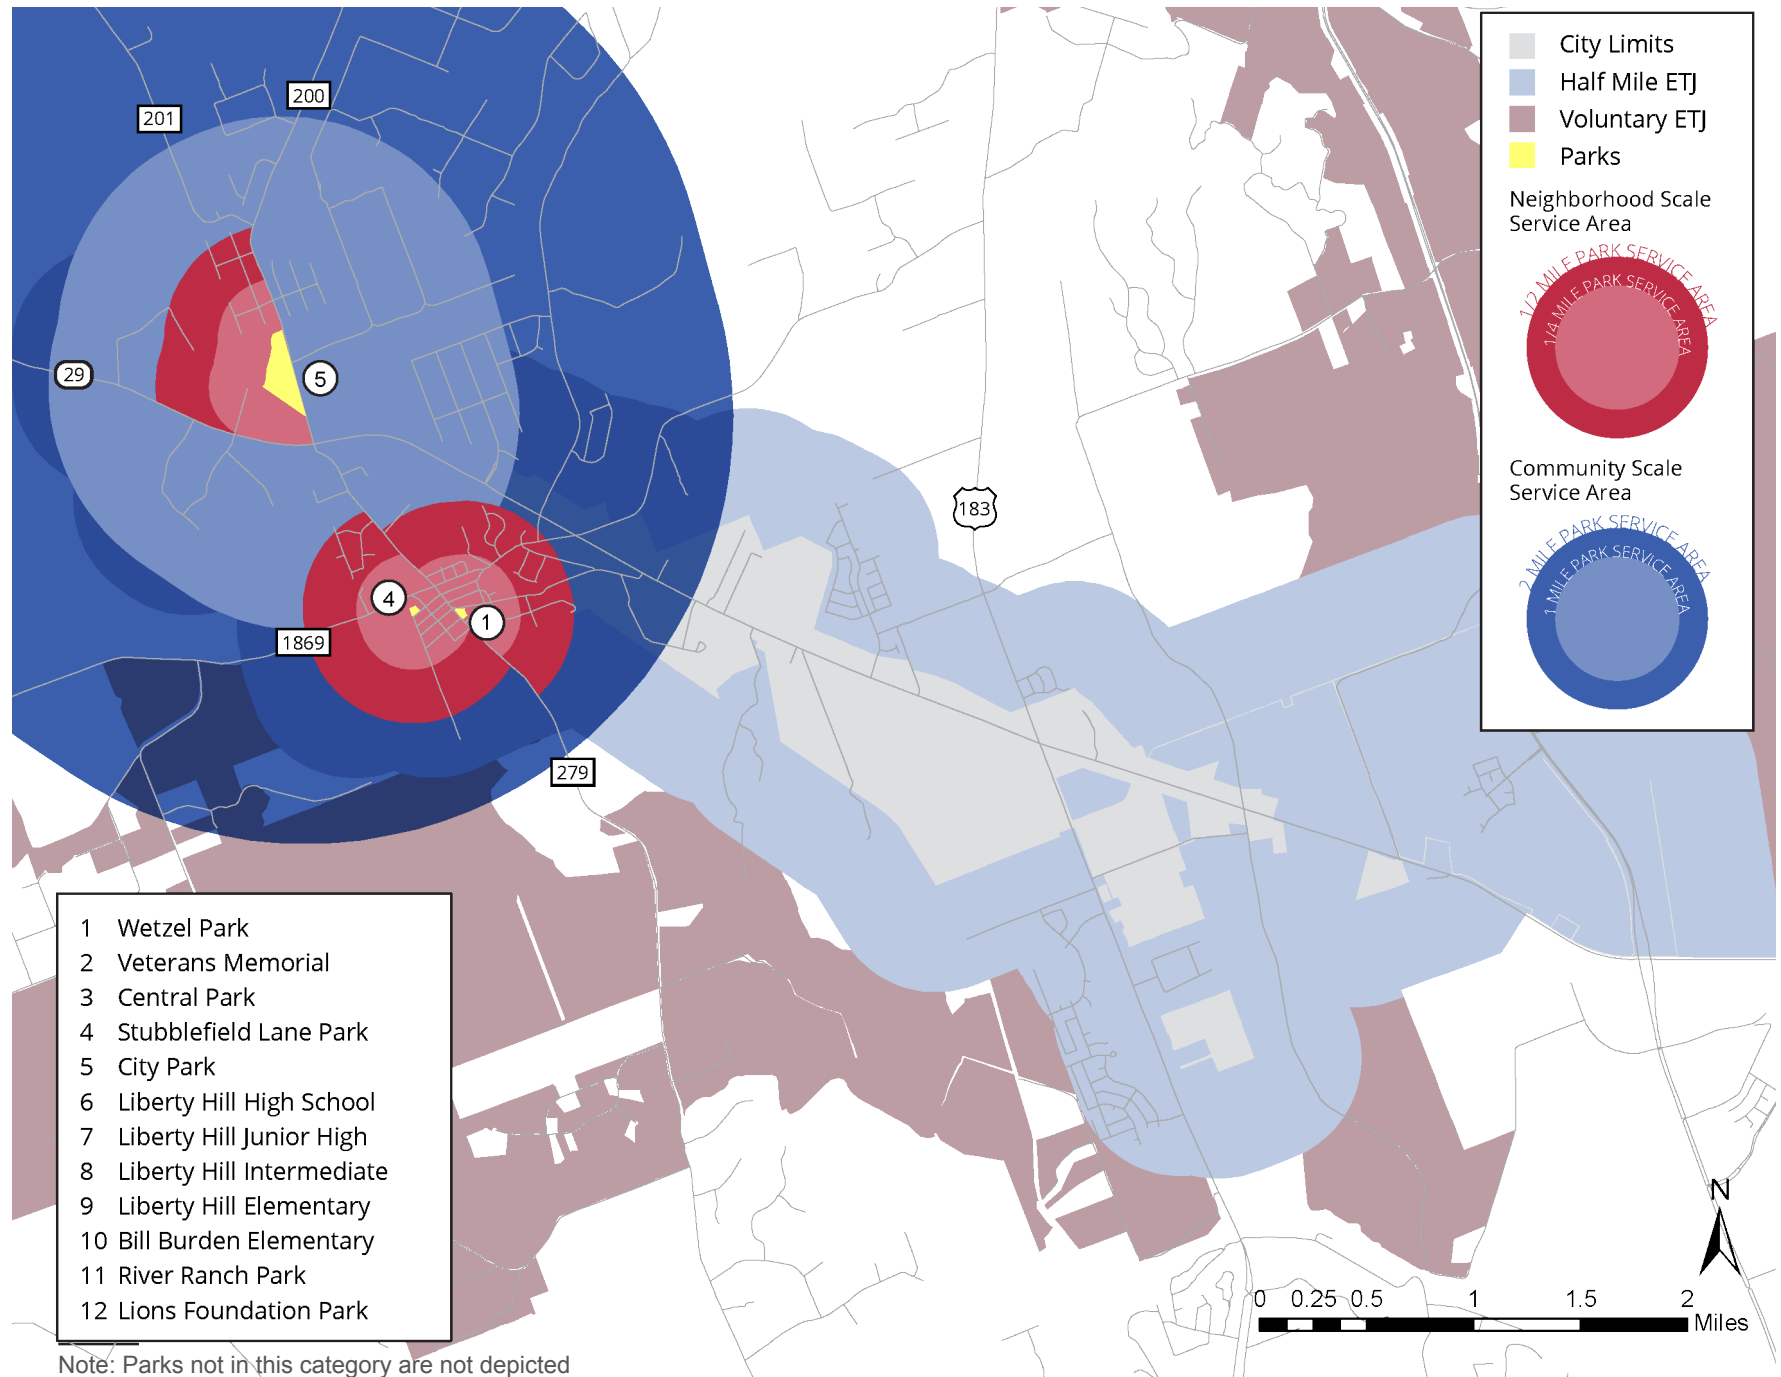 City Limits
Half Mile ETJ
Voluntary ETJ
Parks
Neighborhood Scale
Service Area
1/2 MILE PARK SERVICE AREA
1/4 MILE PARK SERVICE AREA
Community Scale
Service Area
2 MILE PARK SERVICE AREA
1 MILE PARK SERVICE AREA
200
201
29
5
183
4
1
1869
279
1 Wetzel Park
2 Veterans Memorial
3 Central Park
4 Stubblefield Lane Park
5 City Park
6 Liberty Hill High School
7 Liberty Hill Junior High
8 Liberty Hill Intermediate
9 Liberty Hill Elementary
10 Bill Burden Elementary
11 River Ranch Park
12 Lions Foundation Park
N
0 0.25 0.5 1 1.5 2
Miles
Note: Parks not in this category are not depicted